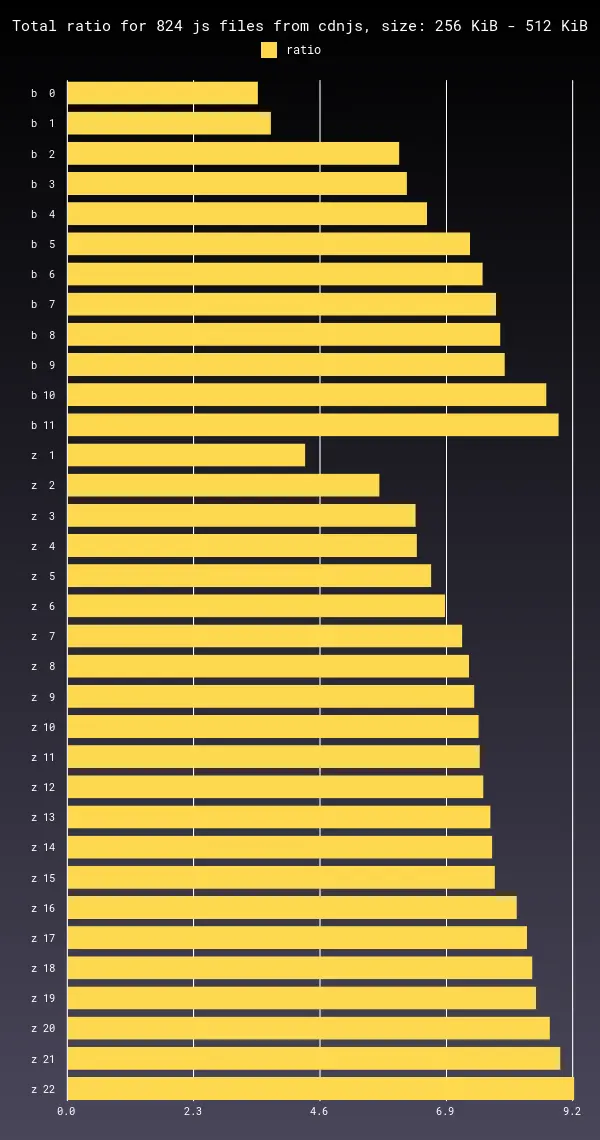 Total ratio for 824 js files from cdnjs, size: 256 KiB - 512 KiB
ratio
b 0
b 1
b 2
b 3
b 4
b 5
b 6
b 7
b 8
b 9
b 10
b 11
z 1
z 2
z 3
z 4
z 5
z 6
z 7
z 8
z 9
z 10
z 11
z 12
z 13
z 14
z 15
z 16
z 17
z 18
z 19
z 20
z 21
z 22
0.0 2.3 4.6 6.9 9.2